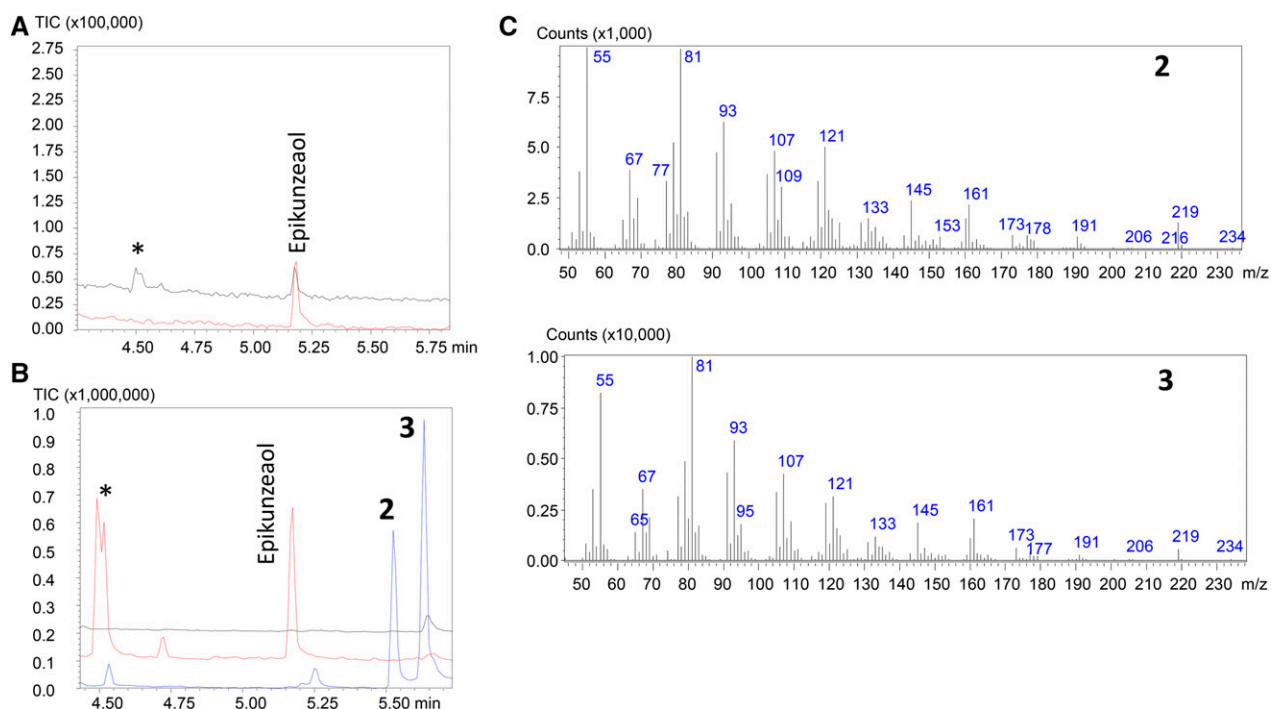 A
TIC (x100,000)
2.75
2.50
2.25
2.00
1.75
1.50
1.25
1.00
0.75
0.50
0.25
0.00
*
Epikunzeaol
4.50 4.75 5.00 5.25 5.50 5.75 min
B
TIC (x1,000,000)
1.0
0.9
0.8
0.7
0.6
0.5
0.4
0.3
0.2
0.1
0.0
*
Epikunzeaol
2
3
4.50 4.75 5.00 5.25 5.50 min
C
Counts (x1,000)
2
7.5
5.0
2.5
0.0
55 81
93
67 77 107 109 121
133 145 153 161 173 178 191 206 216 219 234
50 60 70 80 90 100 110 120 130 140 150 160 170 180 190 200 210 220 230 m/z
Counts (x10,000)
3
1.00
0.75
0.50
0.25
0.00
81
55
93
67 65 95 107 121
133 145 161 173 177 191 206 219 234
50 60 70 80 90 100 110 120 130 140 150 160 170 180 190 200 210 220 230 m/z